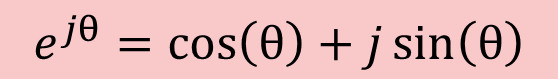 e^{jθ} = cos(θ) + j sin(θ)